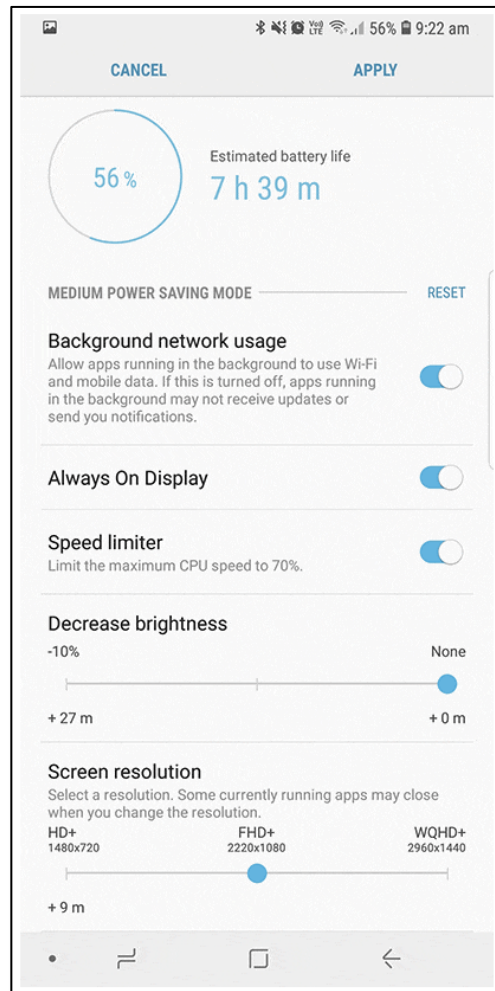 VoD LTE 56% 9:22 am
CANCEL APPLY
56 %
Estimated battery life
7 h 39 m
MEDIUM POWER SAVING MODE RESET
Background network usage
Allow apps running in the background to use Wi-Fi
and mobile data. If this is turned off, apps running
in the background may not receive updates or
send you notifications.
Always On Display
Speed limiter
Limit the maximum CPU speed to 70%.
Decrease brightness
-10% None
+ 27 m + 0 m
Screen resolution
Select a resolution. Some currently running apps may close
when you change the resolution.
HD+ FHD+ WQHD+
1480x720 2220x1080 2960x1440
+ 9 m